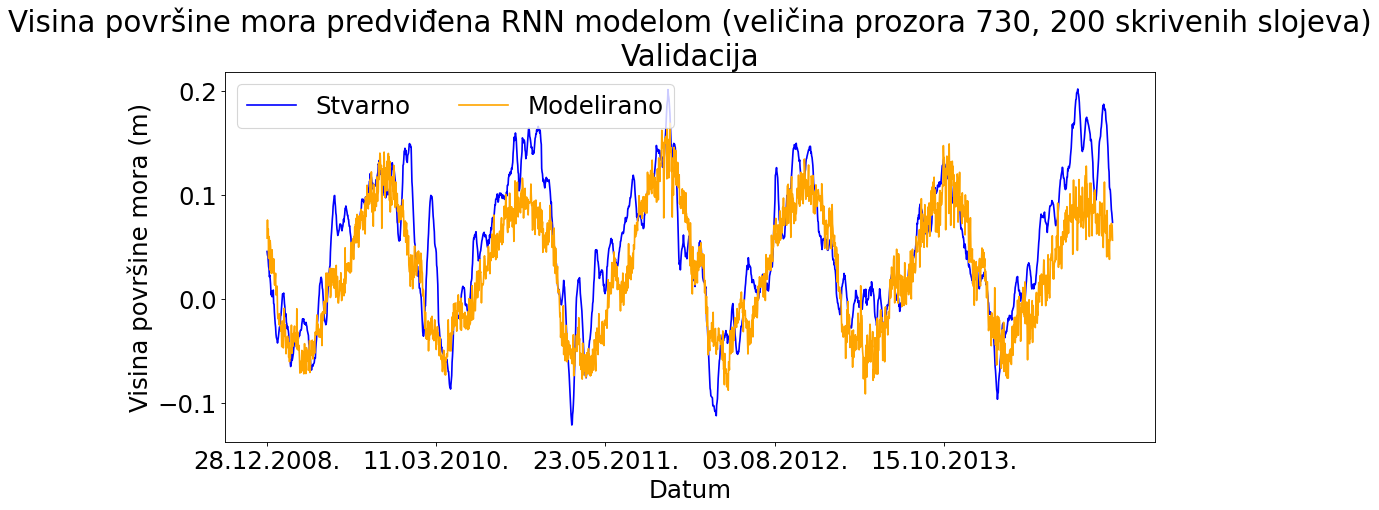 Visina površine mora predviđena RNN modelom (veličina prozora 730, 200 skrivenih slojeva)
Validacija
Stvarno Modelirano
Visina površine mora (m)
0.2
0.1
0.0
−0.1
28.12.2008. 11.03.2010. 23.05.2011. 03.08.2012. 15.10.2013.
Datum